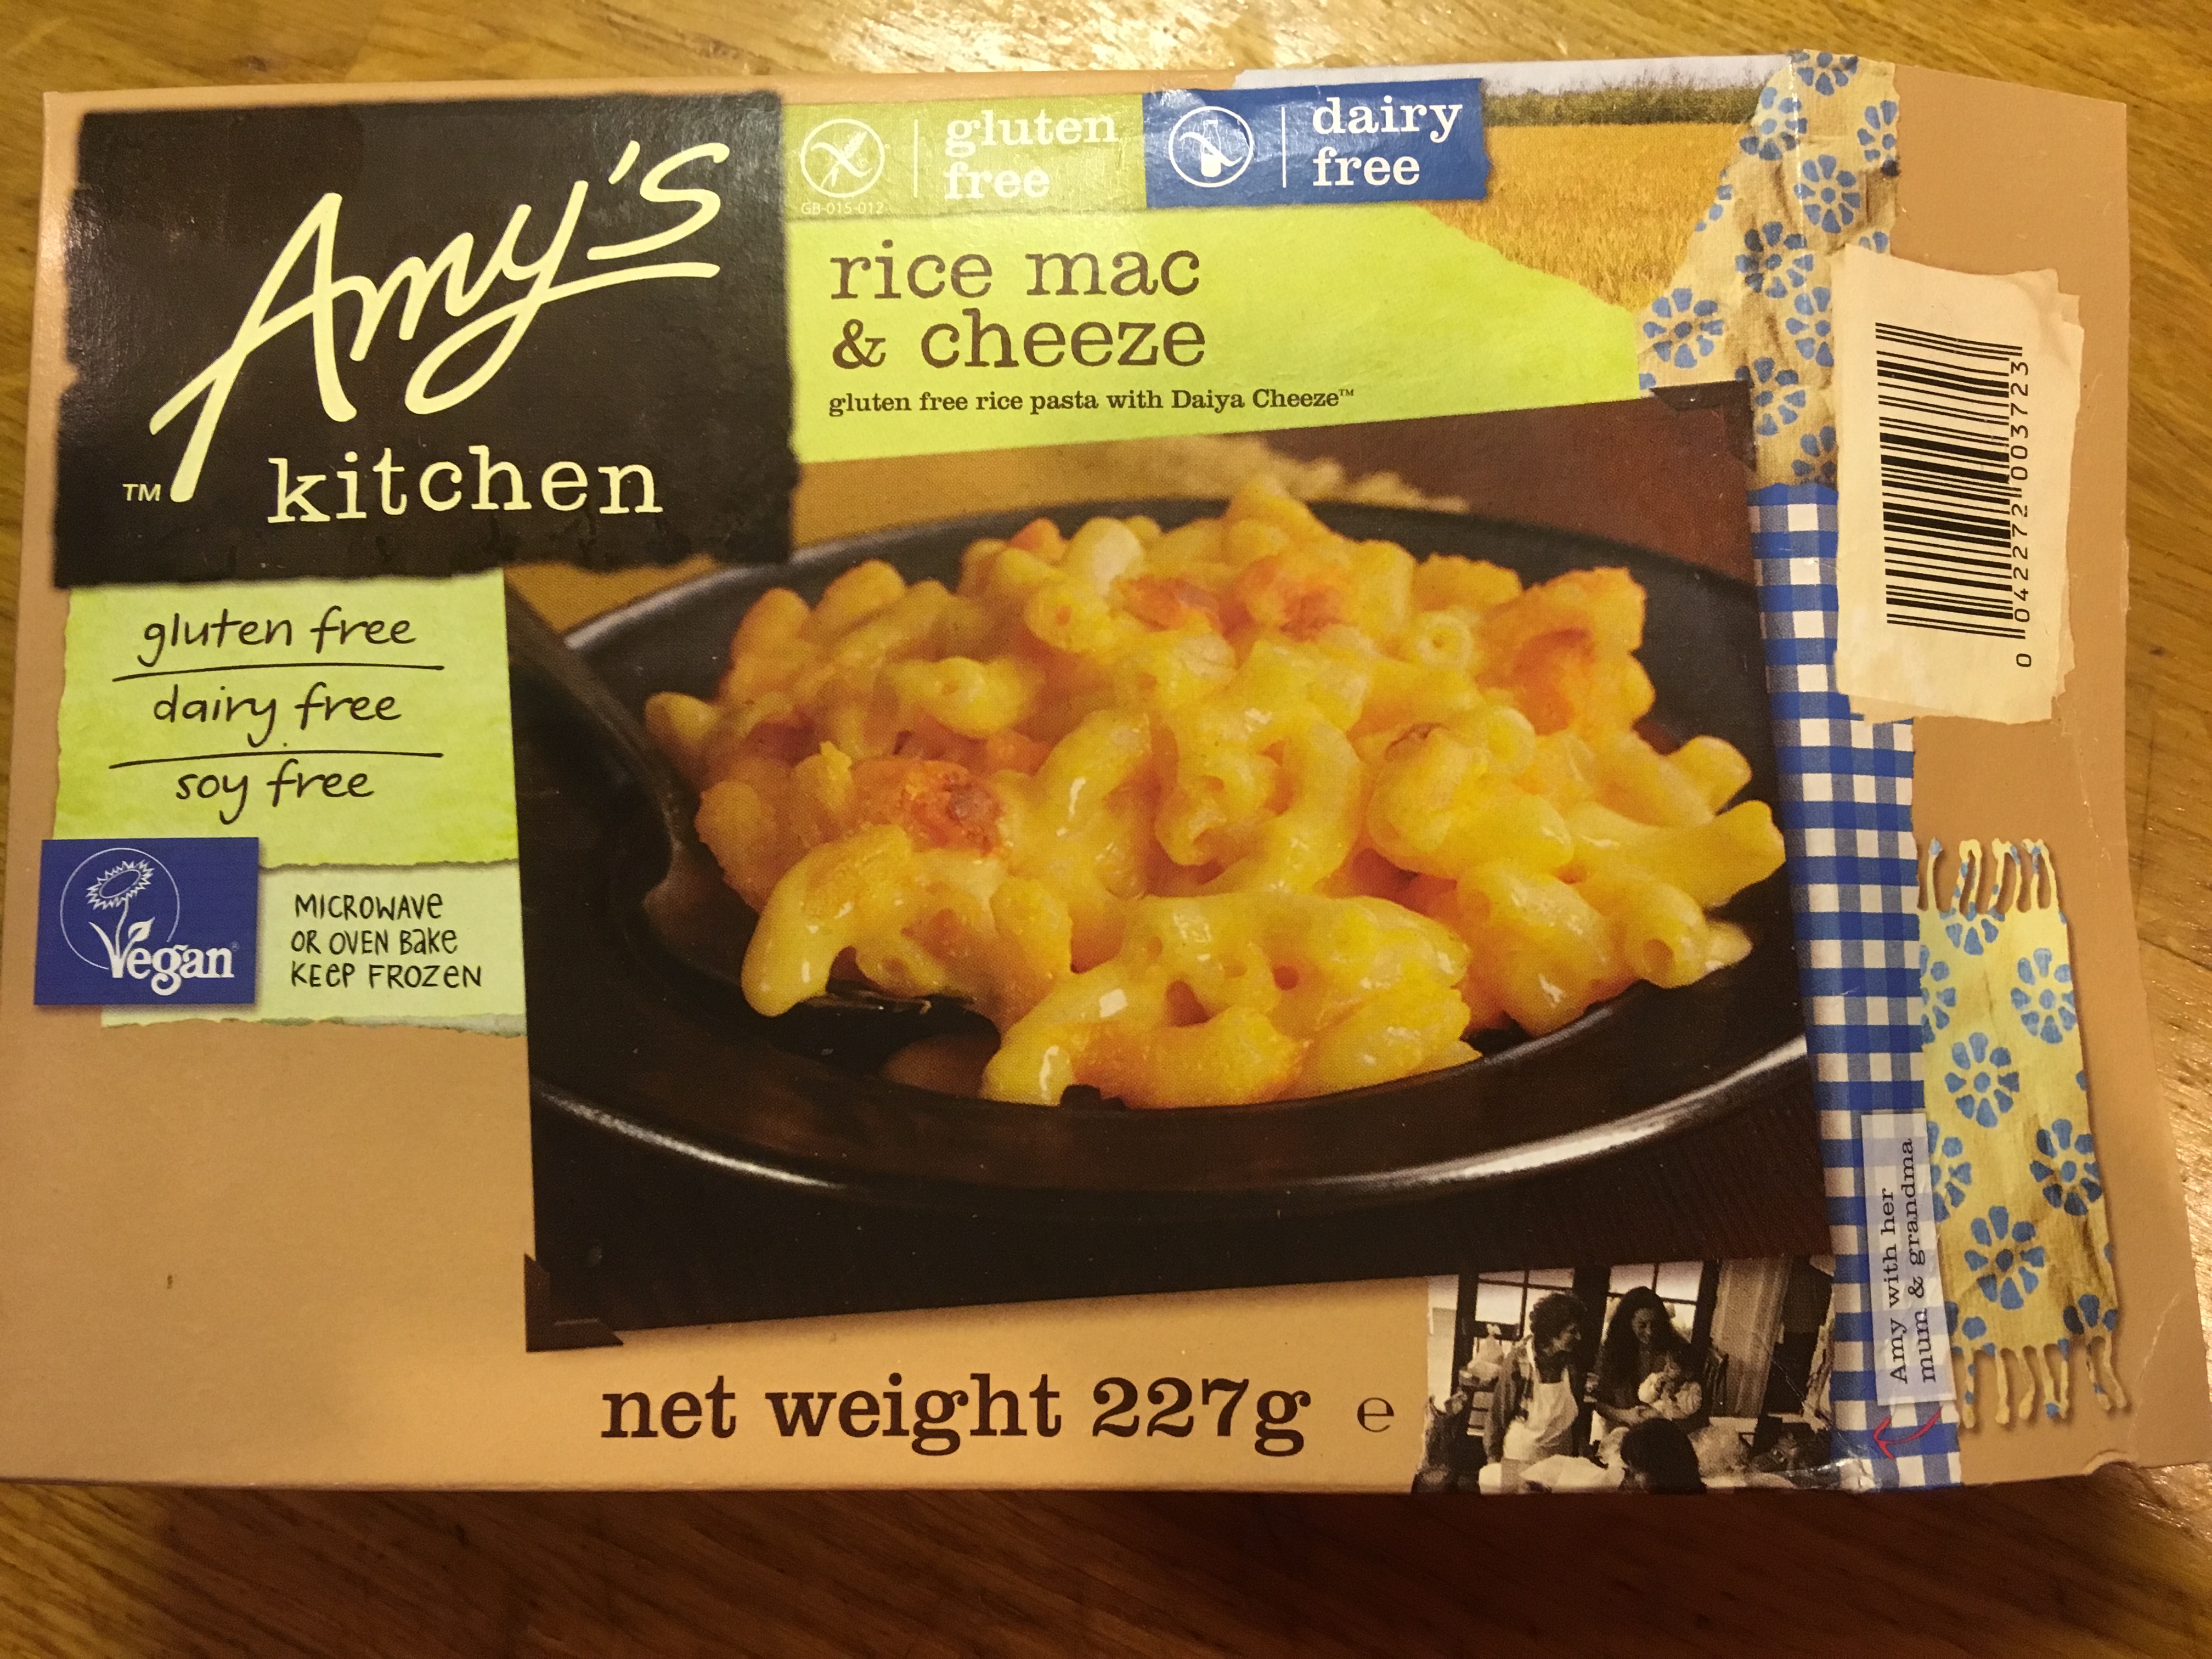 Amy's
TM
kitchen
gluten
free
GB-015-012
dairy
free
rice mac
& cheeze
gluten free rice pasta with Daiya Cheeze™
gluten free
dairy free
soy free
Vegan®
MICROWAVE
OR OVEN BAKE
KEEP FROZEN
0 042272 003723
Amy with her
mum & grandma
net weight 227g e